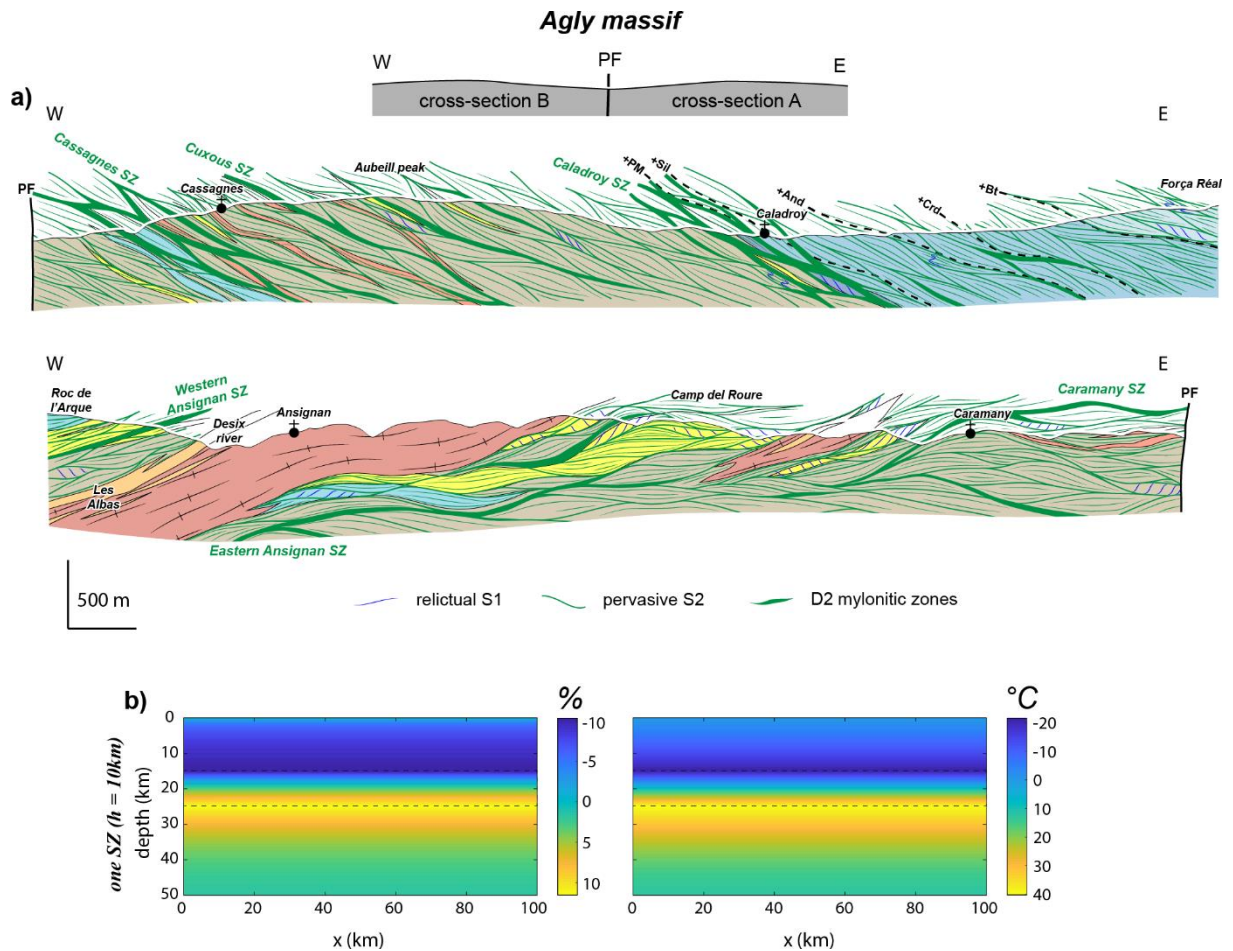 Agly massif
W
PF
E
cross-section B
cross-section A
a)
W
E
Cassagnes SZ
Cuxous SZ
Cassagnes
Aubeill peak
Caladroy SZ
+PM
+Sil
+And
Caladroy
+Crd
+Bt
Força Réal
PF
W
E
Roc de
l'Arque
Western
Ansignan SZ
Desix
river
Ansignan
Camp del Roure
Caramany SZ
Caramany
PF
Les
Albas
Eastern Ansignan SZ
500 m
relictual S1
pervasive S2
D2 mylonitic zones
b)
%
°C
one SZ (h = 10km)
depth (km)
0
10
20
30
40
50
0
20
40
60
80
100
x (km)
-10
-5
0
5
10
0
20
40
60
80
100
x (km)
-20
-10
0
10
20
30
40